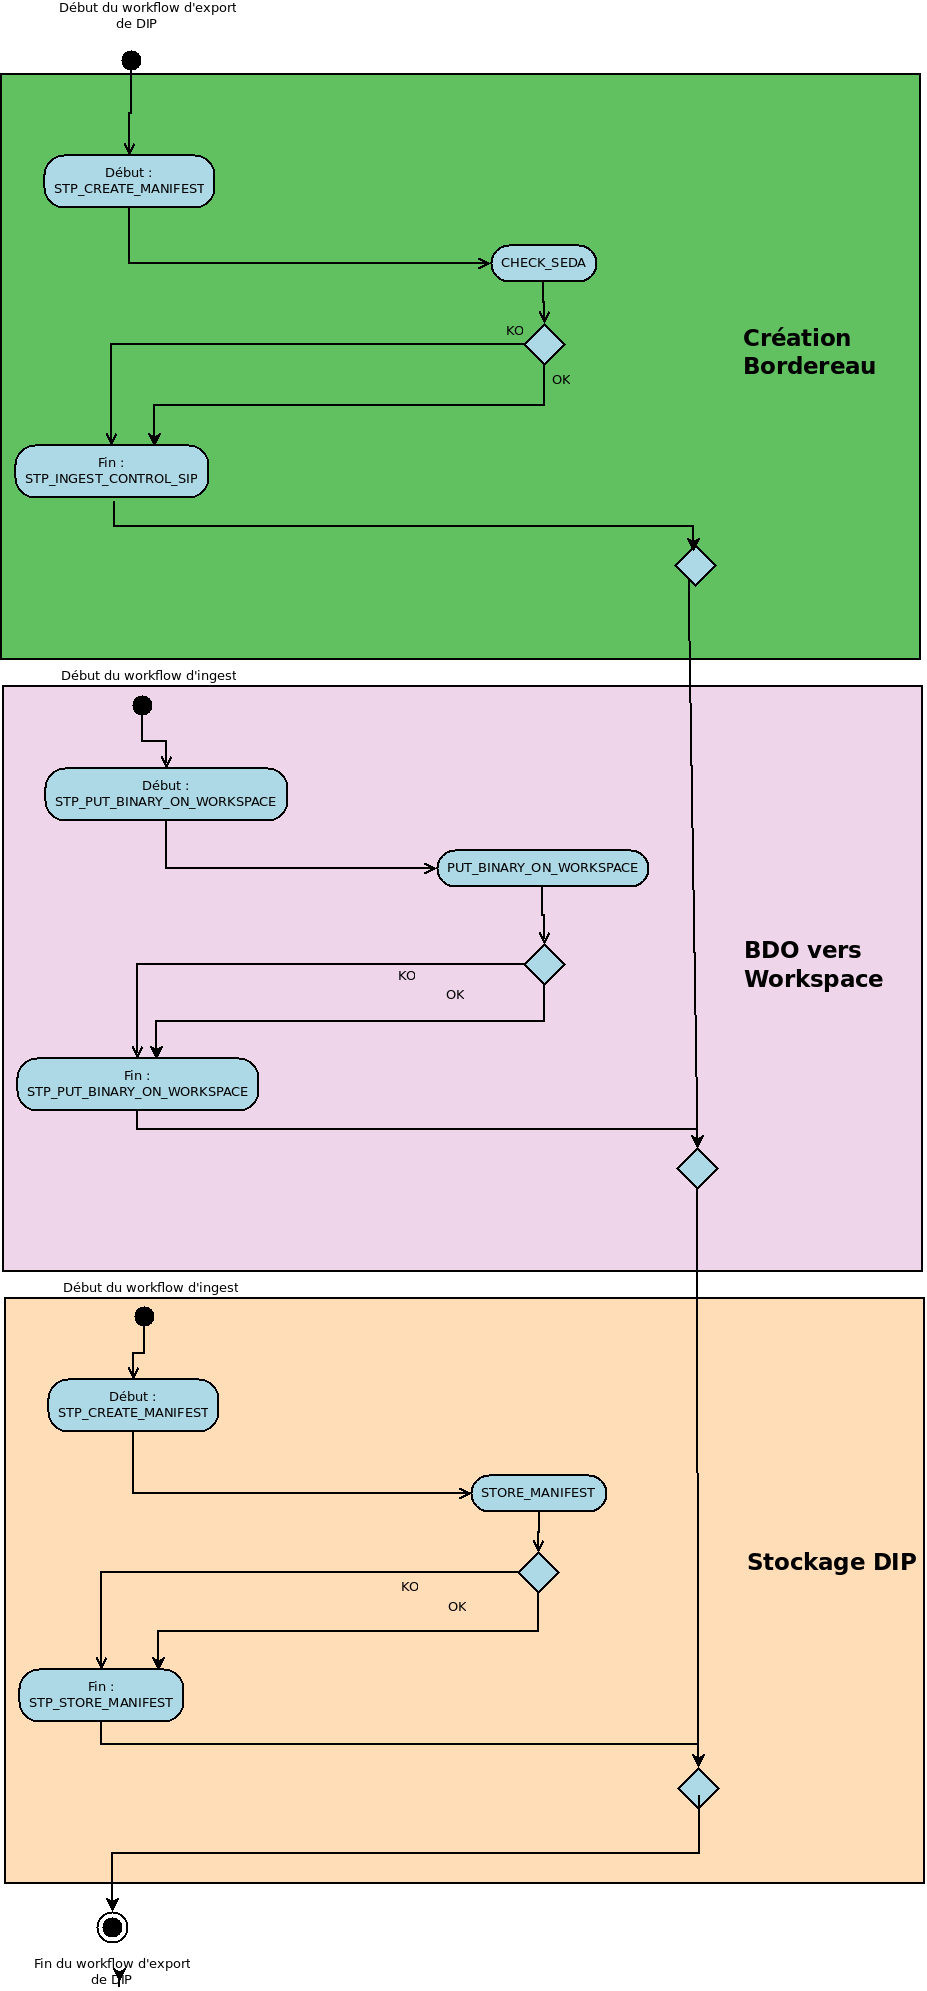 Début du workflow d'export
de DIP
Début :
STP_CREATE_MANIFEST
CHECK_SEDA
KO
OK
Création
Bordereau
Fin :
STP_INGEST_CONTROL_SIP
Début du workflow d'ingest
Début :
STP_PUT_BINARY_ON_WORKSPACE
PUT_BINARY_ON_WORKSPACE
BDO vers
Workspace
KO
OK
Fin :
STP_PUT_BINARY_ON_WORKSPACE
Début du workflow d'ingest
Début :
STP_CREATE_MANIFEST
STORE_MANIFEST
Stockage DIP
KO
OK
Fin :
STP_STORE_MANIFEST
Fin du workflow d'export
de DIP